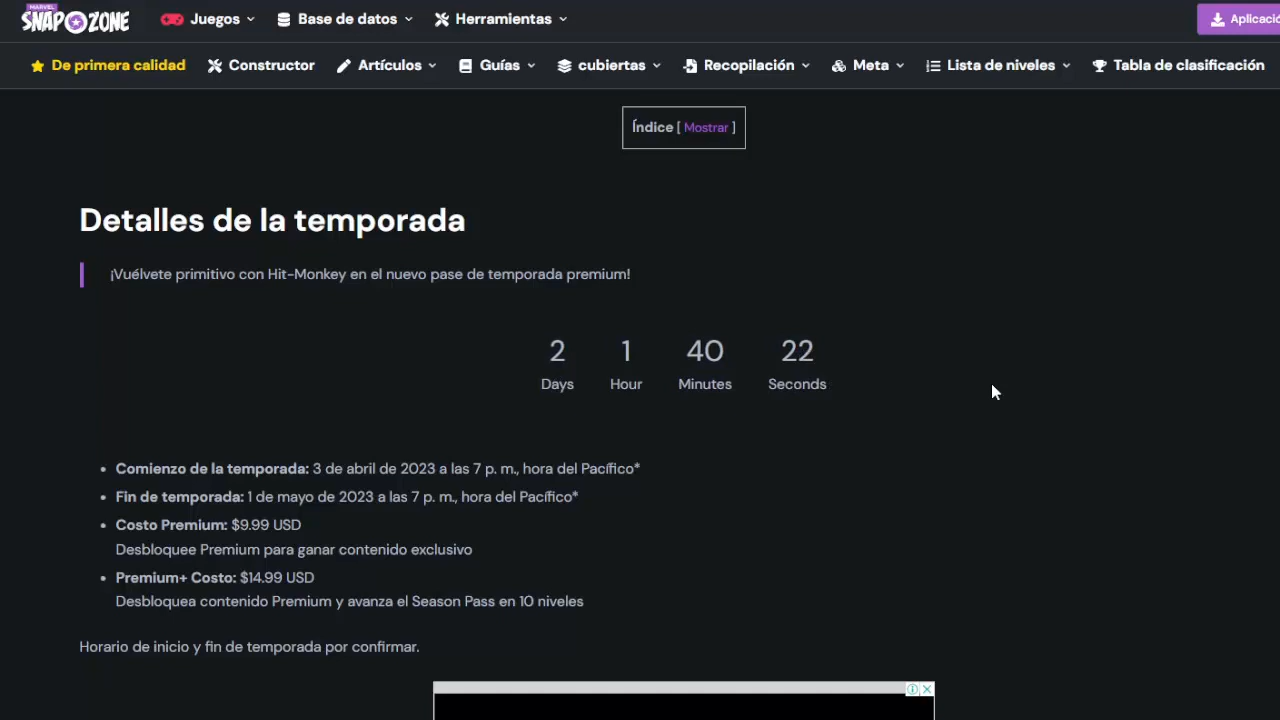 MARVEL
SNAP ZONE
Juegos
Base de datos
Herramientas
Aplicació
De primera calidad
Constructor
Artículos
Guías
cubiertas
Recopilación
Meta
Lista de niveles
Tabla de clasificación
Índice [ Mostrar ]
Detalles de la temporada
¡Vuélvete primitivo con Hit-Monkey en el nuevo pase de temporada premium!
2 1 40 22
Days Hour Minutes Seconds
• Comienzo de la temporada: 3 de abril de 2023 a las 7 p. m., hora del Pacífico*
• Fin de temporada: 1 de mayo de 2023 a las 7 p. m., hora del Pacífico*
• Costo Premium: $9.99 USD
Desbloquee Premium para ganar contenido exclusivo
• Premium+ Costo: $14.99 USD
Desbloquea contenido Premium y avanza el Season Pass en 10 niveles
Horario de inicio y fin de temporada por confirmar.